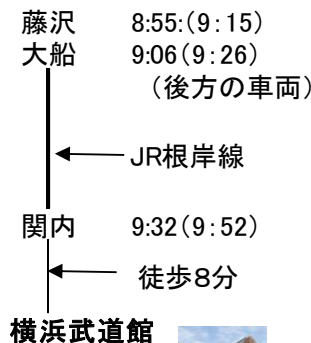 藤沢 8:55:(9:15)
大船 9:06(9:26)
(後方の車両)
JR根岸線
関内 9:32(9:52)
徒歩8分
横浜武道館